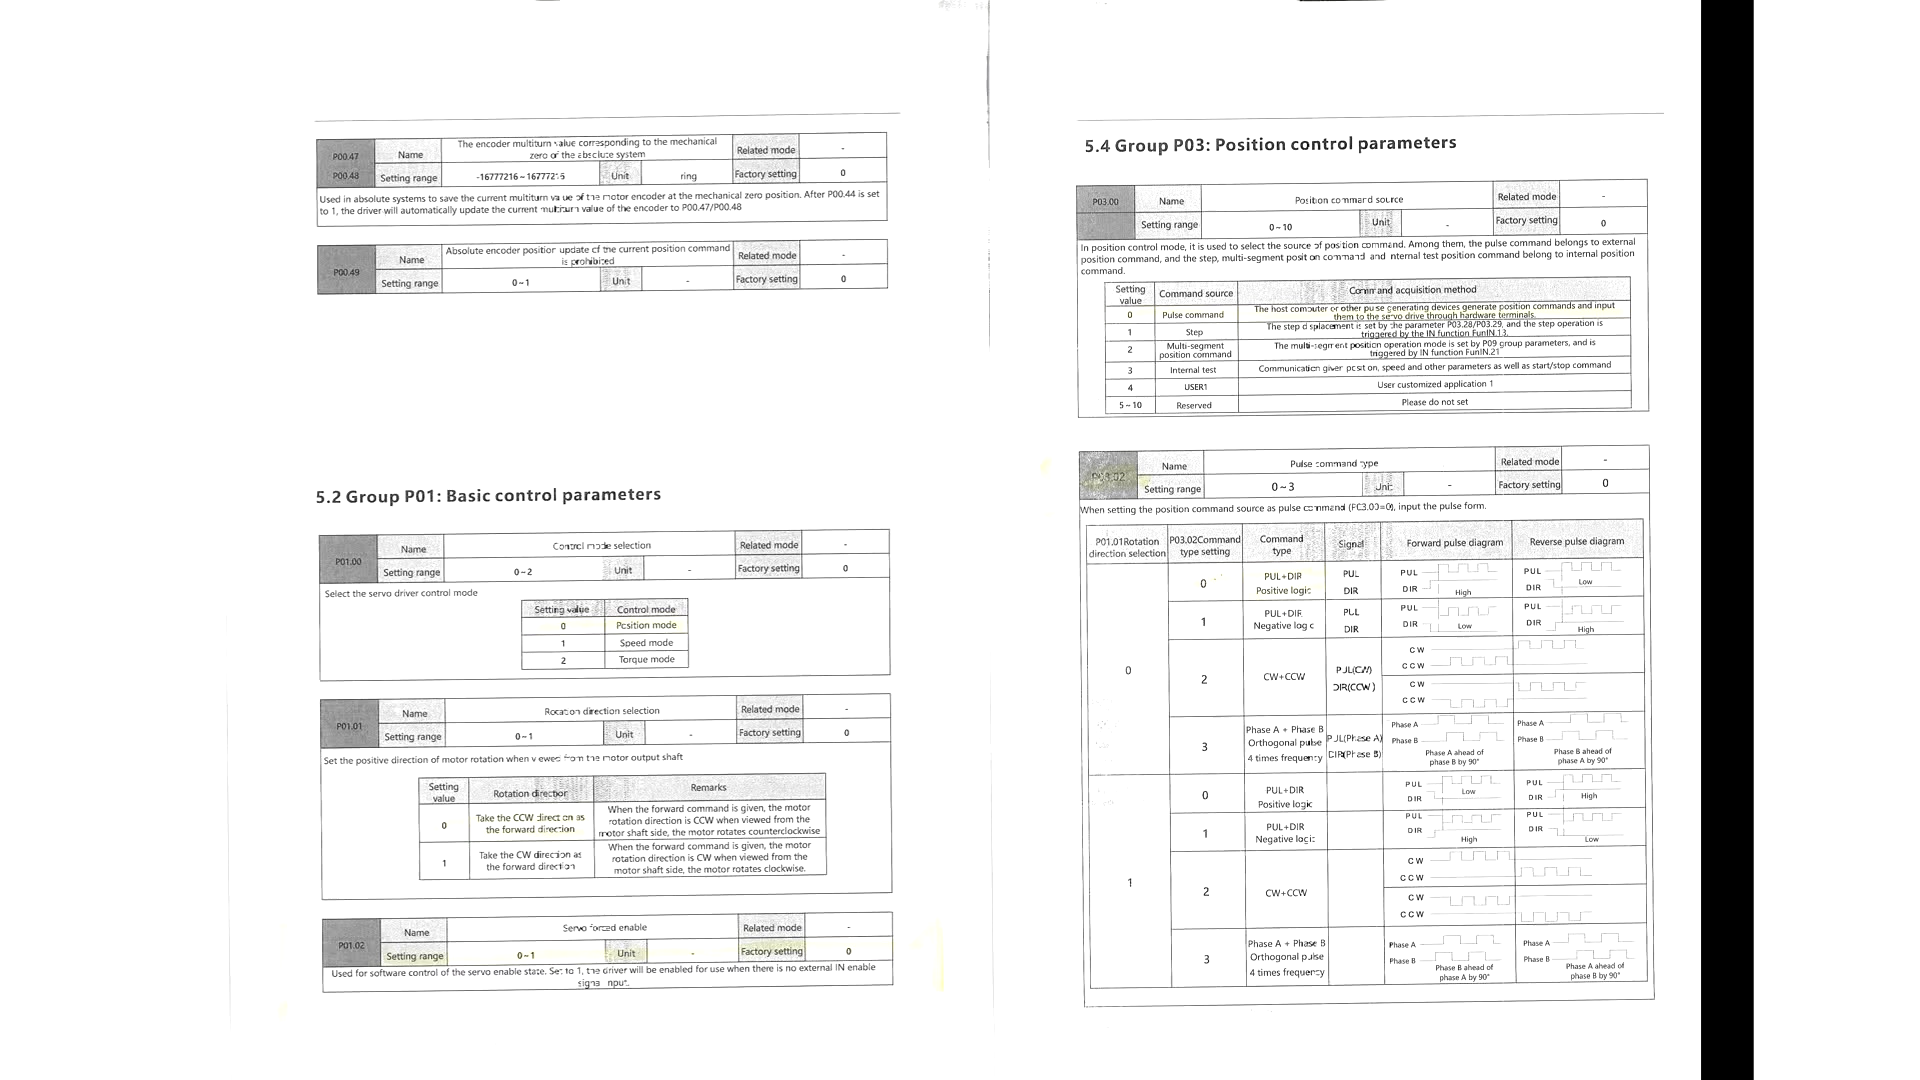 P00.47
P00.48
Name
The encoder multiturn value corresponding to the mechanical
zero of the absolute system
Related mode
-
Setting range
-16777216~16777216
Unit
ring
Factory setting
0
Used in absolute systems to save the current multiturn value of the motor encoder at the mechanical zero position. After P00.44 is set
to 1, the driver will automatically update the current multiturn value of the encoder to P00.47/P00.48
P00.49
Name
Absolute encoder position update of the current position command
is prohibited
Related mode
-
Setting range
0~1
Unit
-
Factory setting
0
5.2 Group P01: Basic control parameters
P01.00
Name
Control mode selection
Related mode
-
Setting range
0~2
Unit
-
Factory setting
0
Select the servo driver control mode
Setting value Control mode
0 Position mode
1 Speed mode
2 Torque mode
P01.01
Name
Rotation direction selection
Related mode
-
Setting range
0~1
Unit
-
Factory setting
0
Set the positive direction of motor rotation when viewed from the motor output shaft
Setting
value
Rotation direction
Remarks
0
Take the CCW direction as
the forward direction
When the forward command is given, the motor
rotation direction is CCW when viewed from the
motor shaft side, the motor rotates counterclockwise
1
Take the CW direction as
the forward direction
When the forward command is given, the motor
rotation direction is CW when viewed from the
motor shaft side, the motor rotates clockwise.
P01.02
Name
Servo forced enable
Related mode
-
Setting range
0~1
Unit
-
Factory setting
0
Used for software control of the servo enable state. Set to 1, the driver will be enabled for use when there is no external IN enable
signal input.
5.4 Group P03: Position control parameters
P03.00
Name
Position command source
Related mode
-
Setting range
0~10
Unit
-
Factory setting
0
In position control mode, it is used to select the source of position command. Among them, the pulse command belongs to external
position command, and the step, multi-segment position command and internal test position command belong to internal position
command.
Setting
value
Command source
Command acquisition method
0
Pulse command
The host computer or other pulse generating devices generate position commands and input
them to the servo drive through hardware terminals.
1
Step
The step displacement is set by the parameter P03.28/P03.29, and the step operation is
triggered by the IN function FunIN.13.
2
Multi-segment
position command
The multi-segment position operation mode is set by P09 group parameters, and is
triggered by IN function FunIN.21
3
Internal test
Communication given position, speed and other parameters as well as start/stop command
4
USER1
User customized application 1
5~10
Reserved
Please do not set
P03.02
Name
Pulse command type
Related mode
-
Setting range
0~3
Unit
-
Factory setting
0
When setting the position command source as pulse command input the pulse form.
P01.01Rotation
direction selection
P03.02Command
type setting
Command
type
Signal
Forward pulse diagram
Reverse pulse diagram
0
0
PUL+DIR
Positive logic
PUL
DIR
PUL
DIR
High
PUL
DIR
Low
1
PUL+DIR
Negative logic
PUL
DIR
PUL
DIR
Low
PUL
DIR
High
2
CW+CCW
PUL(CW)
DIR(CCW)
CW
CCW
CW
CCW
3
Phase A + Phase B
Orthogonal pulse
4 times frequency
PUL(Phase A)
DIR(Phase B)
Phase A
Phase B
Phase A ahead of
phase B by 90°
Phase A
Phase B
Phase B ahead of
phase A by 90°
1
0
PUL+DIR
Positive logic
PUL
DIR
Low
PUL
DIR
High
1
PUL+DIR
Negative logic
PUL
DIR
High
PUL
DIR
Low
2
CW+CCW
CW
CCW
CW
CCW
3
Phase A + Phase B
Orthogonal pulse
4 times frequency
Phase A
Phase B
Phase B ahead of
phase A by 90°
Phase A
Phase B
Phase A ahead of
phase B by 90°